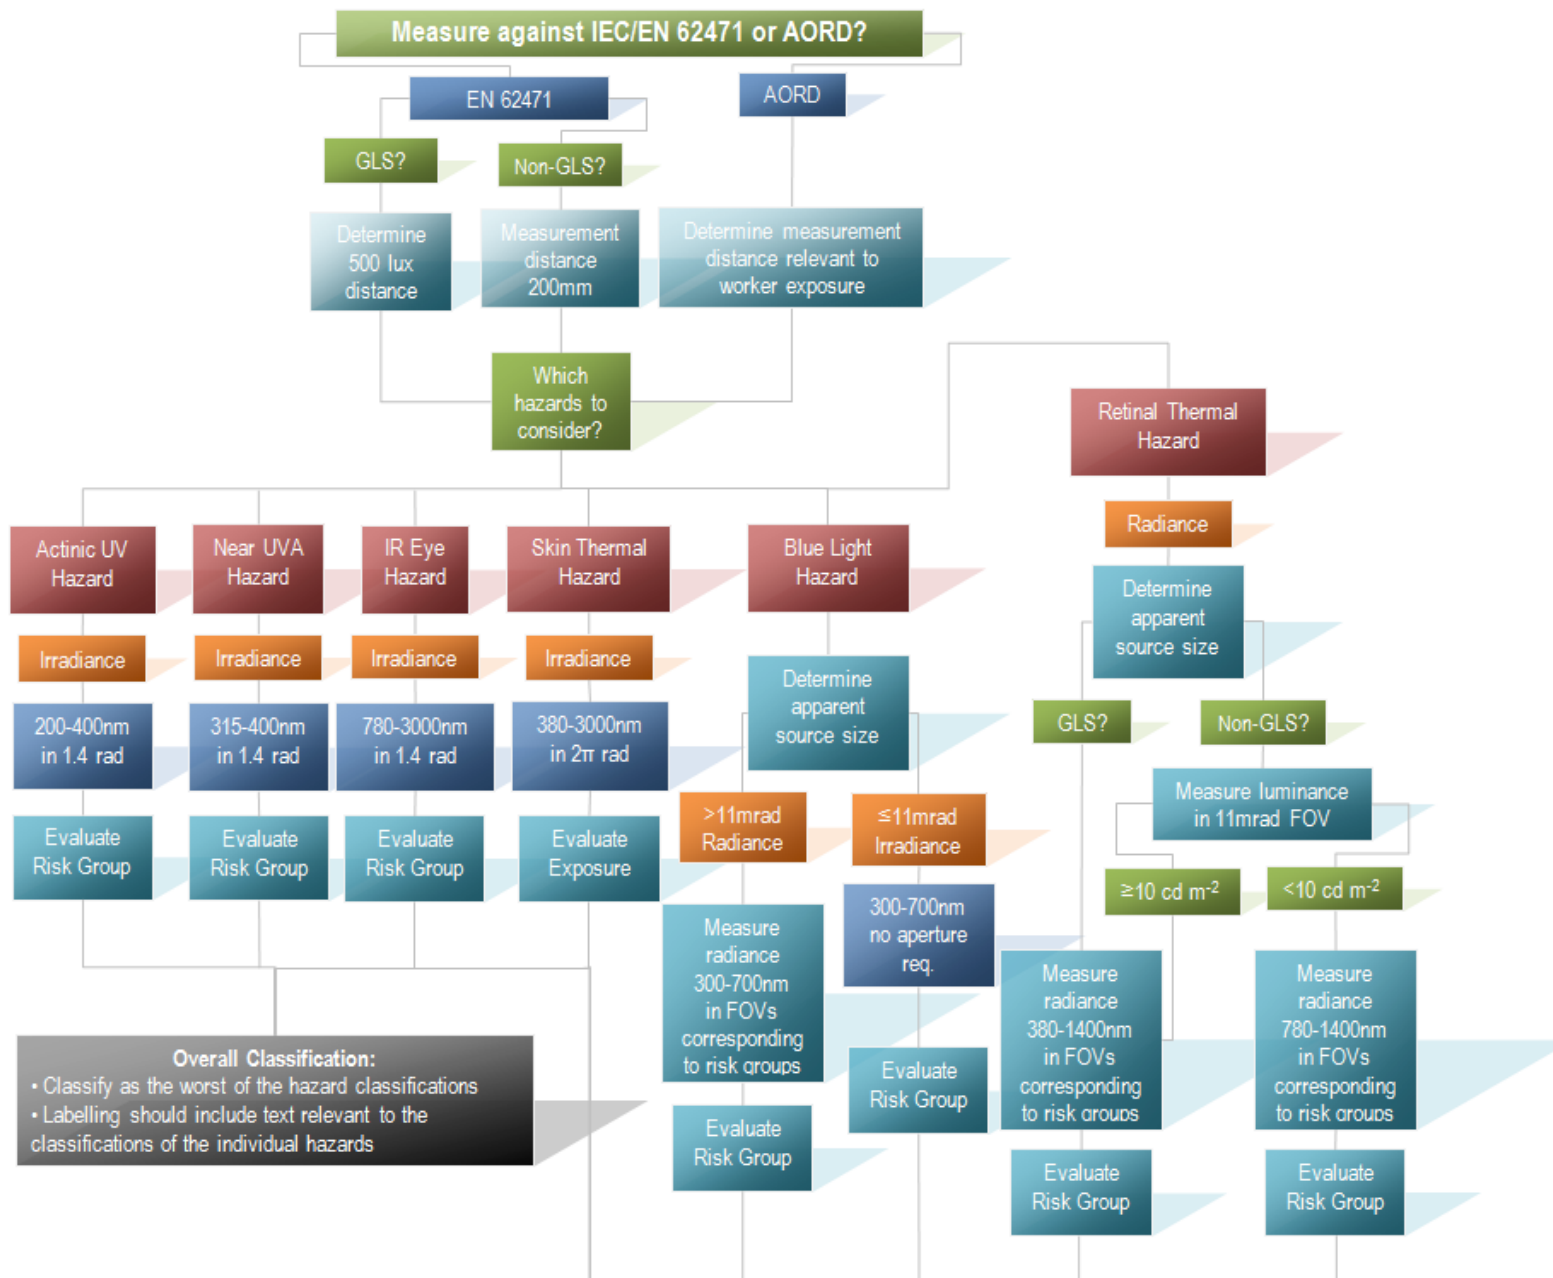 Measure against IEC/EN 62471 or AORD?
EN 62471
AORD
GLS?
Non-GLS?
Determine
500 lux
distance
Measurement
distance
200mm
Determine measurement
distance relevant to
worker exposure
Which
hazards to
consider?
Retinal Thermal
Hazard
Radiance
Determine
apparent
source size
GLS?
Non-GLS?
Measure luminance
in 11mrad FOV
≥10 cd m-2
<10 cd m-2
Measure
radiance
380-1400nm
in FOVs
corresponding
to risk groups
Measure
radiance
780-1400nm
in FOVs
corresponding
to risk groups
Evaluate
Risk Group
Evaluate
Risk Group
Actinic UV
Hazard
Irradiance
200-400nm
in 1.4 rad
Evaluate
Risk Group
Near UVA
Hazard
Irradiance
315-400nm
in 1.4 rad
Evaluate
Risk Group
IR Eye
Hazard
Irradiance
780-3000nm
in 1.4 rad
Evaluate
Risk Group
Skin Thermal
Hazard
Irradiance
380-3000nm
in 2π rad
Evaluate
Exposure
Blue Light
Hazard
Determine
apparent
source size
>11mrad
Radiance
≤11mrad
Irradiance
Measure
radiance
300-700nm
in FOVs
corresponding
to risk groups
Evaluate
Risk Group
300-700nm
no aperture
req.
Evaluate
Risk Group
Overall Classification:
• Classify as the worst of the hazard classifications
• Labelling should include text relevant to the
classifications of the individual hazards